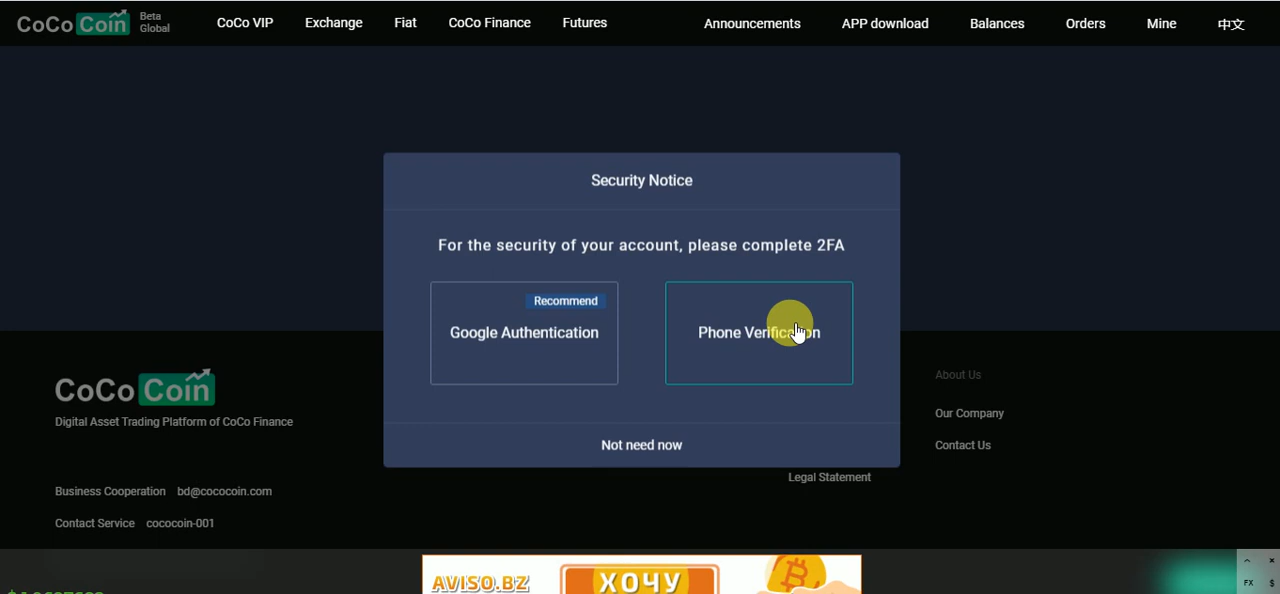 CoCo Coin Beta Global
CoCo VIP Exchange Fiat CoCo Finance Futures Announcements APP download Balances Orders Mine 中文
Security Notice
For the security of your account, please complete 2FA
Recommend
Google Authentication
Phone Verification
Not need now
CoCo Coin
Digital Asset Trading Platform of CoCo Finance
Business Cooperation bd@cococoin.com
Contact Service cococoin-001
Legal Statement
About Us
Our Company
Contact Us
AVISO.BZ
ХОЧУ
FX $